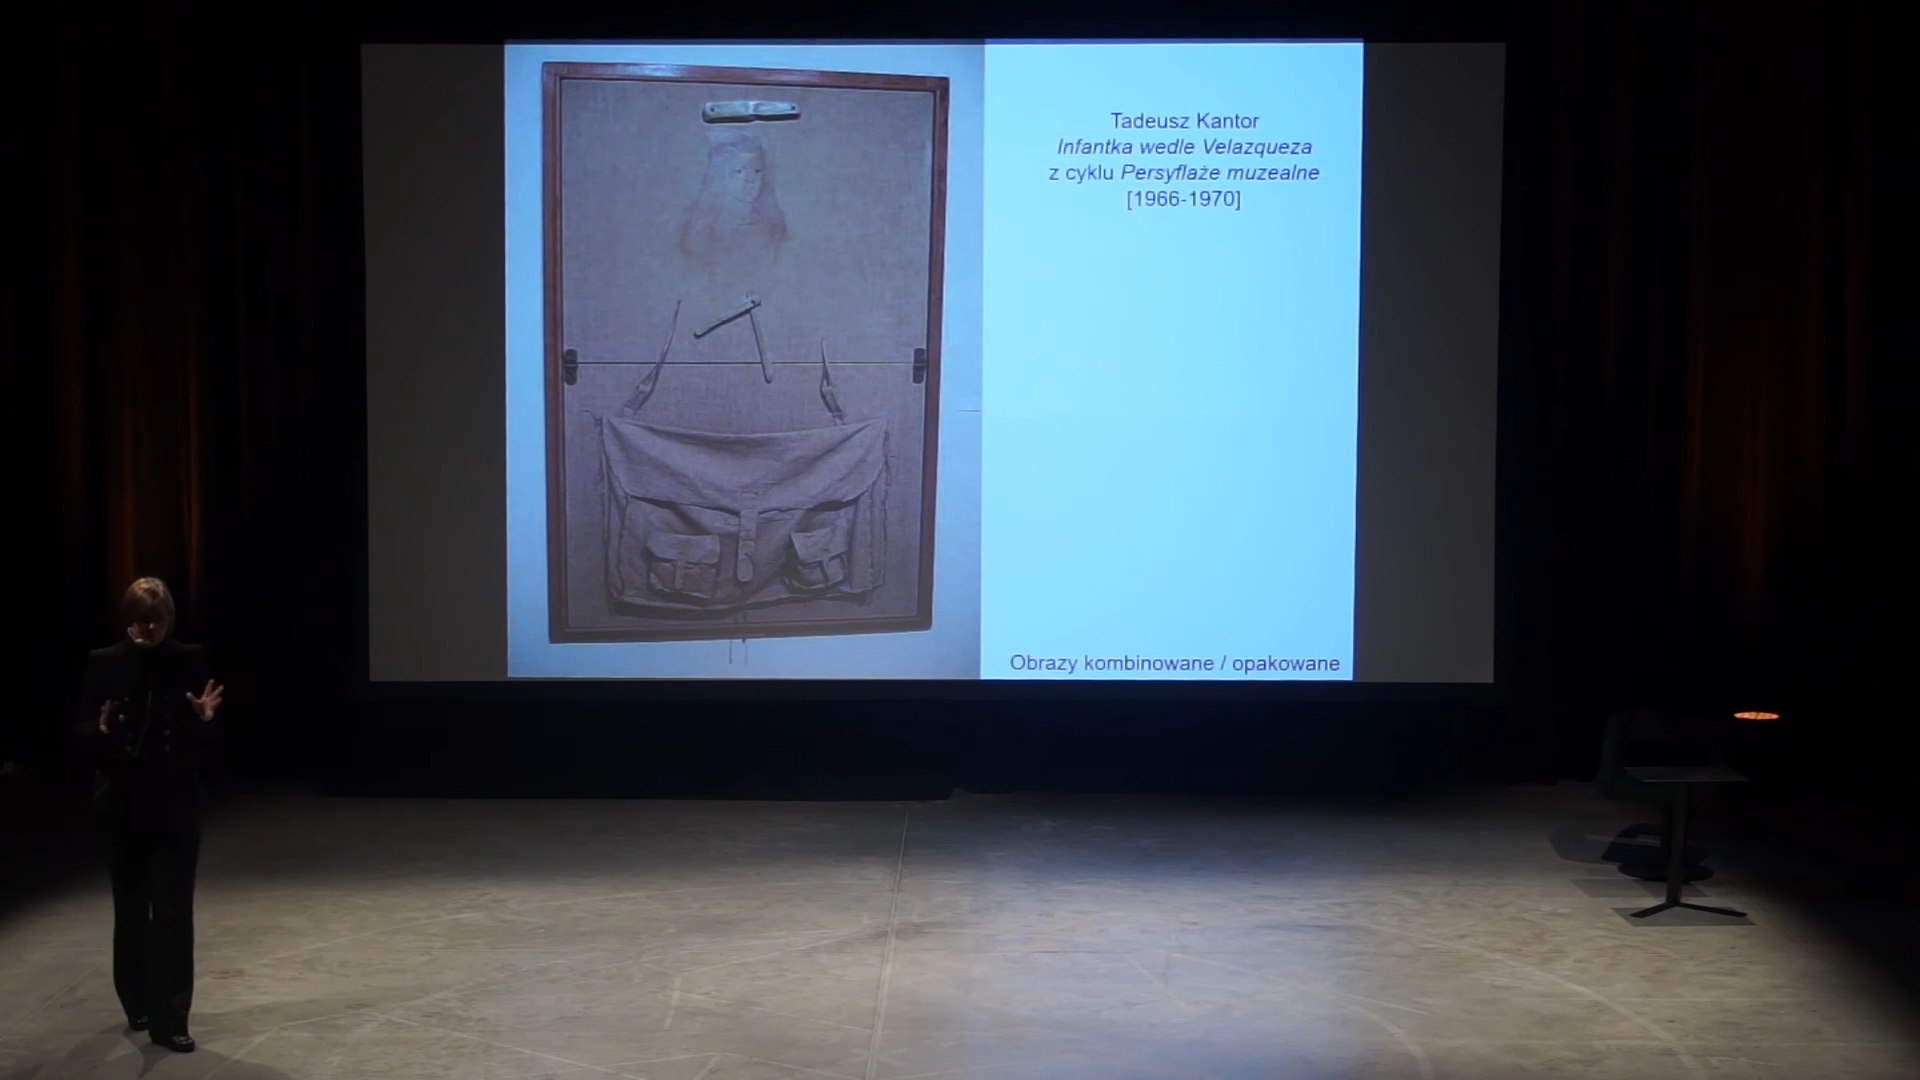 Tadeusz Kantor
Infantka wedle Velazqueza
z cyklu Persyflaże muzealne
[1966-1970]
Obrazy kombinowane / opakowane